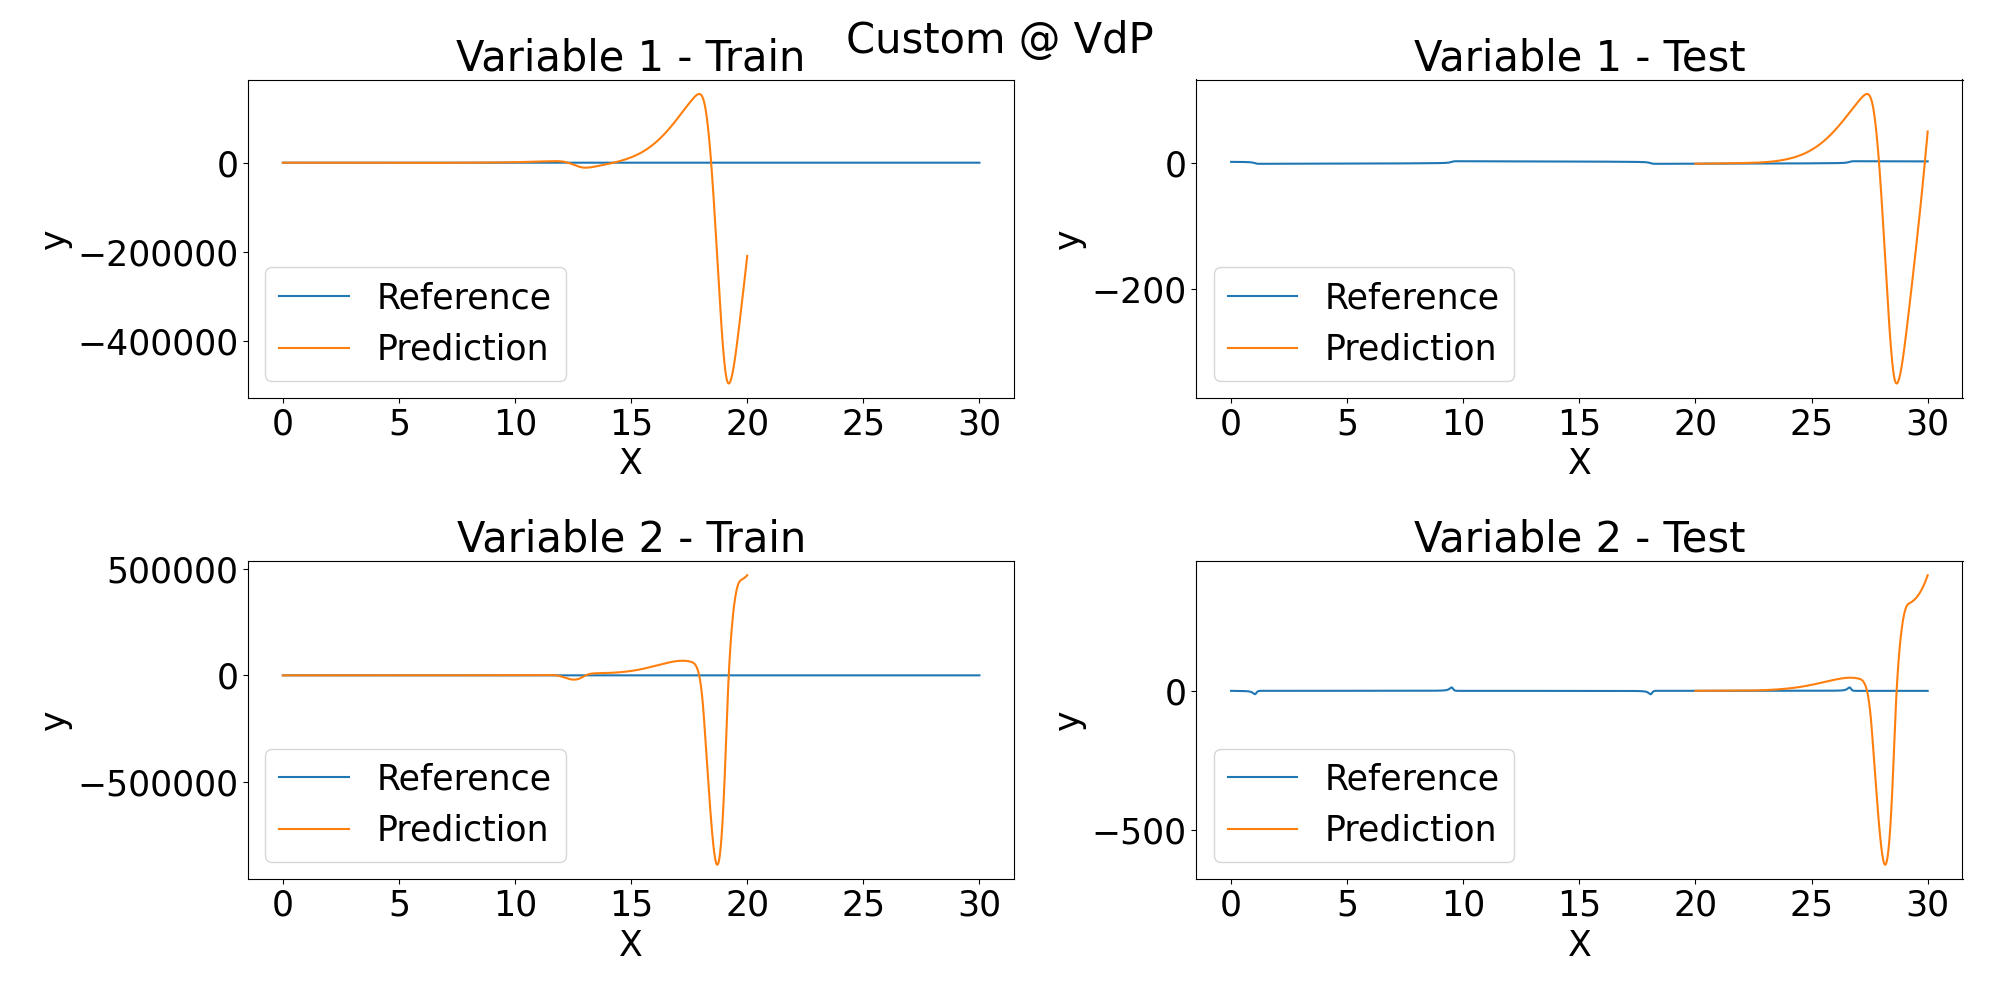 Custom @ VdP
Variable 1 - Train
0
−200000
−400000
y
Reference
Prediction
0 5 10 15 20 25 30
X
Variable 1 - Test
0
−200
y
Reference
Prediction
0 5 10 15 20 25 30
X
Variable 2 - Train
500000
0
−500000
y
Reference
Prediction
0 5 10 15 20 25 30
X
Variable 2 - Test
0
−500
y
Reference
Prediction
0 5 10 15 20 25 30
X